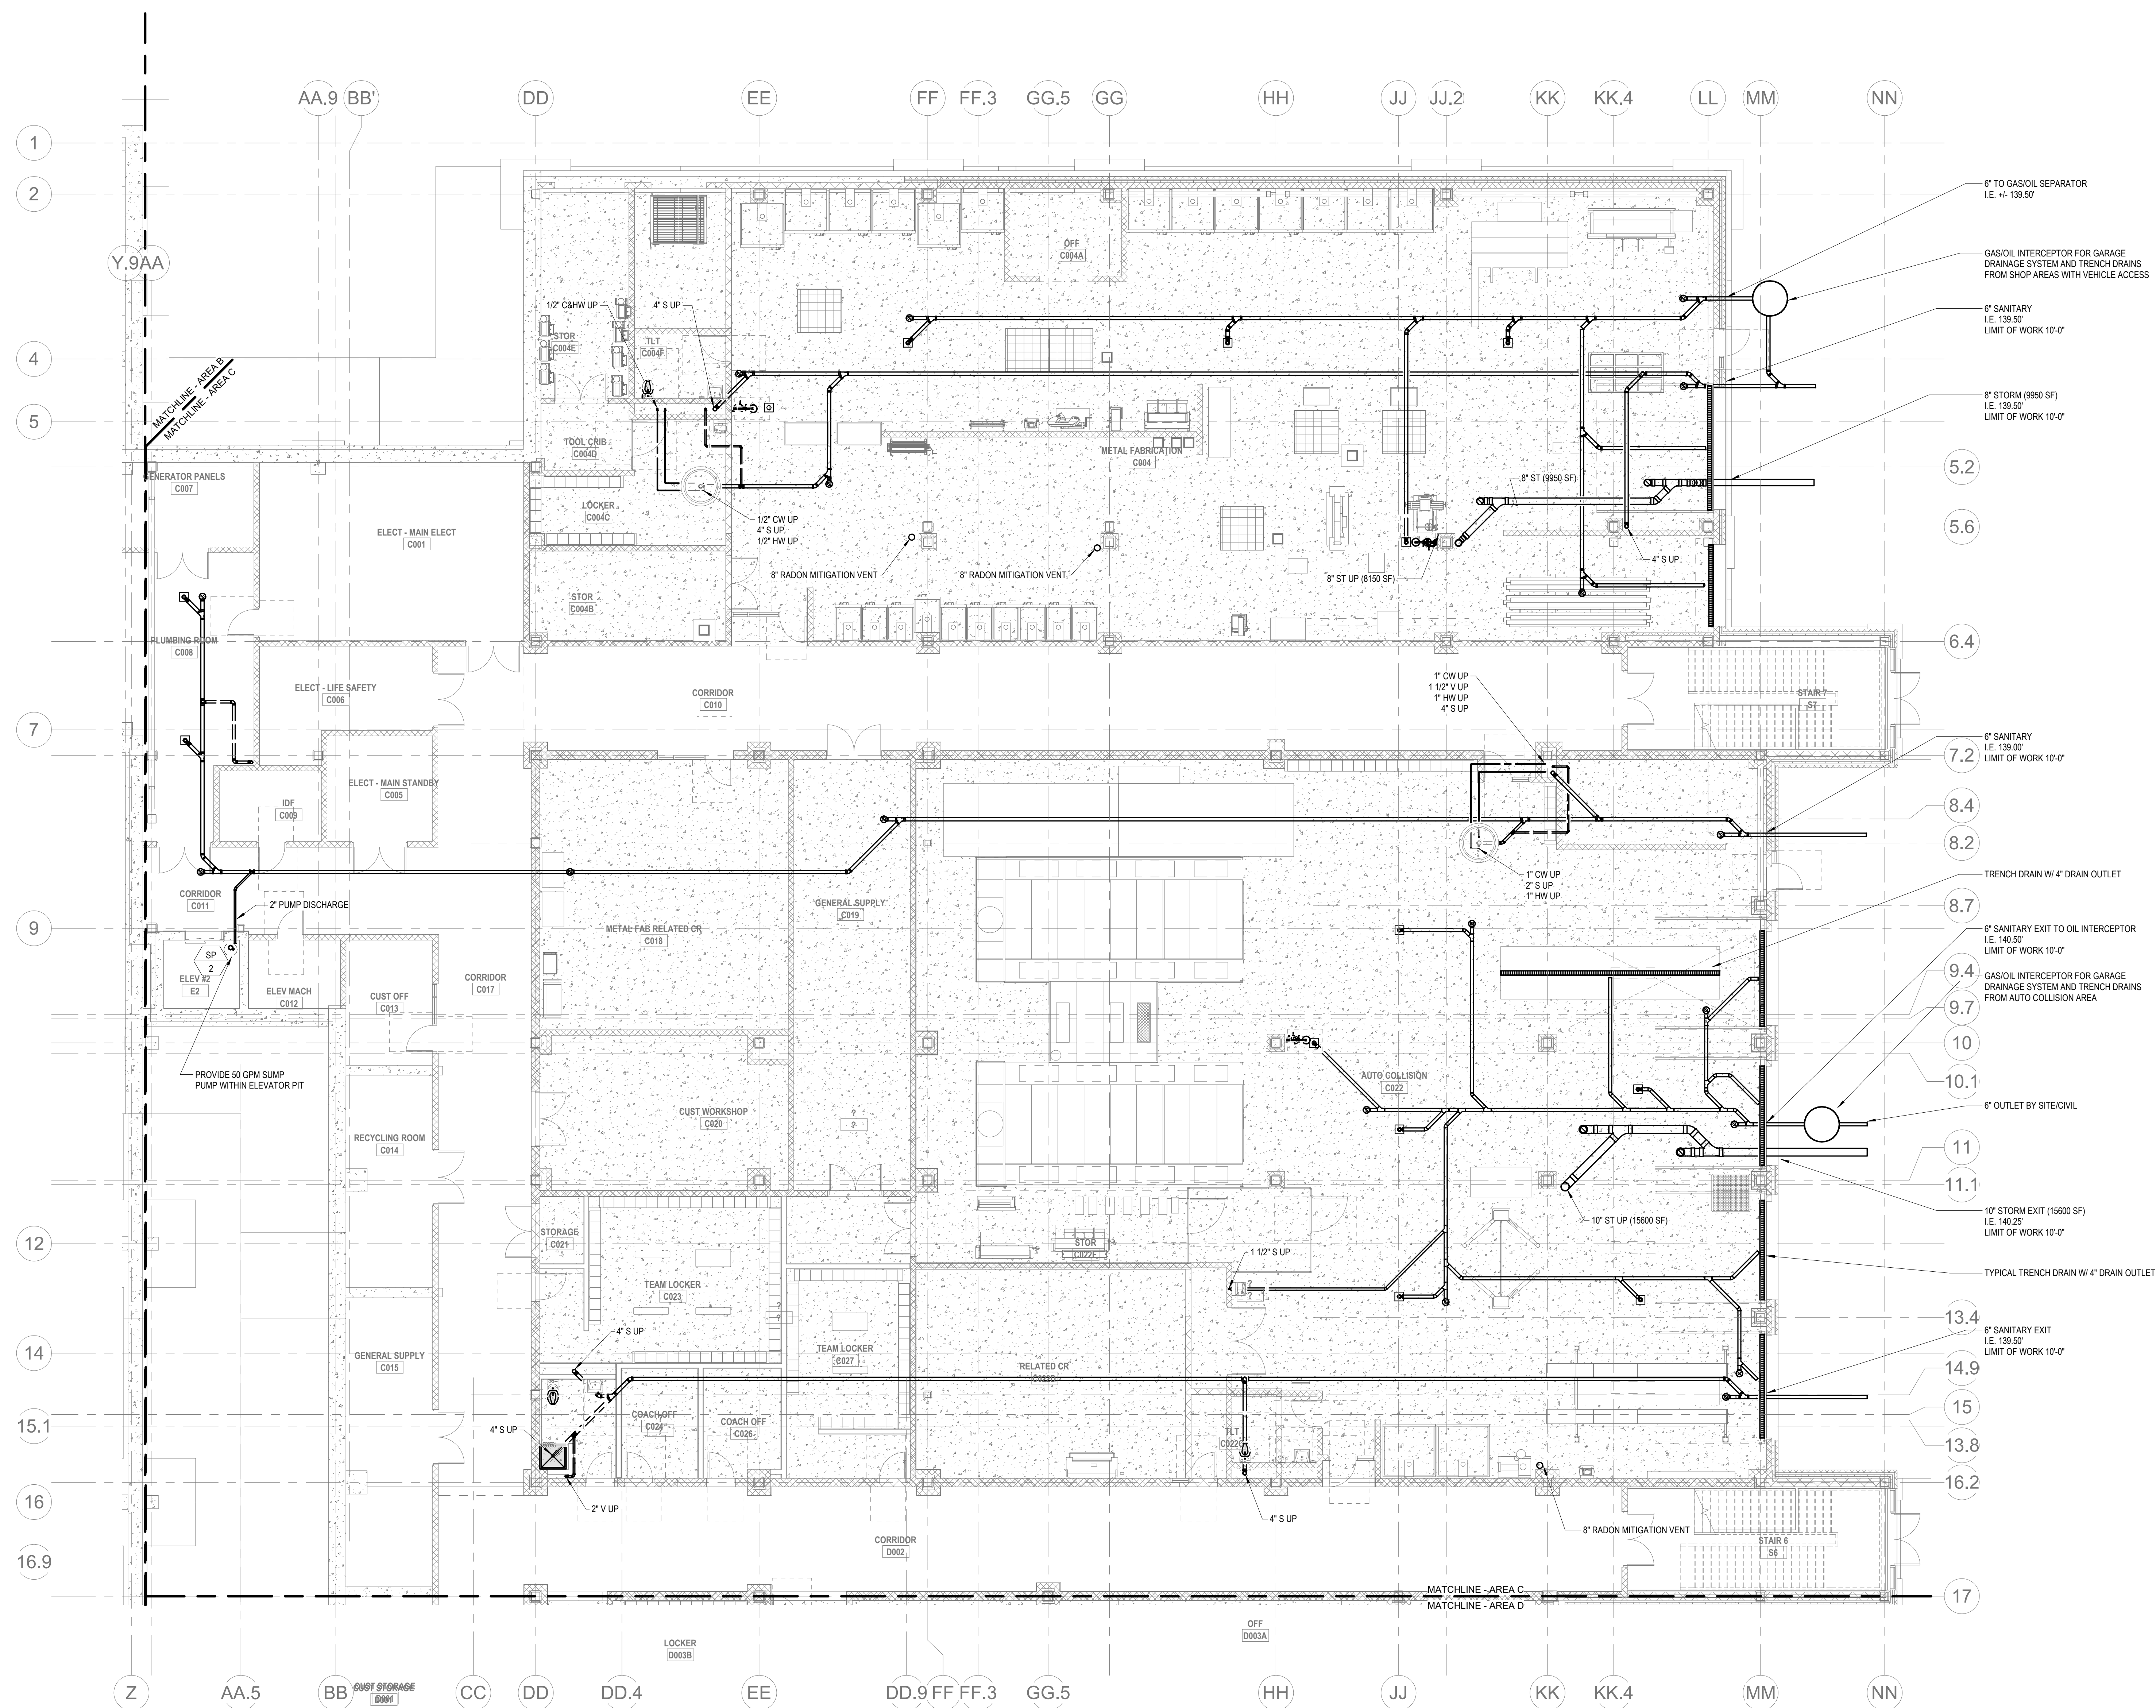 AA.9
BB'
DD
EE
FF
FF.3
GG.5
GG
HH
JJ
JJ.2
KK
KK.4
LL
MM
NN
1
2
Y.9
AA
4
5
7
9
12
14
15.1
16
16.9
5.2
5.6
6.4
7.2
8.4
8.2
8.7
9.4
9.7
10
10.1
11
11.1
13.4
14.9
15
13.8
16.2
17
6" TO GAS/OIL SEPARATOR
I.E. +/- 139.50'
GAS/OIL INTERCEPTOR FOR GARAGE
DRAINAGE SYSTEM AND TRENCH DRAINS
FROM SHOP AREAS WITH VEHICLE ACCESS
6" SANITARY
I.E. 139.50'
LIMIT OF WORK 10'-0"
8" STORM (9950 SF)
I.E. 139.50'
LIMIT OF WORK 10'-0"
MATCHLINE - AREA B
MATCHLINE - AREA C
OFF
C004A
1/2" C&HW UP
4" S UP
STOR
C004E
TLT
C004F
TOOL CRIB
C004D
METAL FABRICATION
C004
GENERATOR PANELS
C007
LOCKER
C004C
8" ST (9950 SF)
1/2" CW UP
4" S UP
1/2" HW UP
ELECT - MAIN ELECT
C001
8" RADON MITIGATION VENT
8" RADON MITIGATION VENT
8" ST UP (8150 SF)
4" S UP
STOR
C004B
PLUMBING ROOM
C008
ELECT - LIFE SAFETY
C006
CORRIDOR
C010
1" CW UP
1 1/2" V UP
1" HW UP
4" S UP
STAIR 7
S7
6" SANITARY
I.E. 139.00'
LIMIT OF WORK 10'-0"
ELECT - MAIN STANDBY
C005
IDF
C009
1" CW UP
2" S UP
1" HW UP
TRENCH DRAIN W/ 4" DRAIN OUTLET
CORRIDOR
C011
2" PUMP DISCHARGE
GENERAL SUPPLY
C019
METAL FAB RELATED CR
C018
6" SANITARY EXIT TO OIL INTERCEPTOR
I.E. 140.50'
LIMIT OF WORK 10'-0"
SP
2
ELEV #2
E2
ELEV MACH
C012
CUST OFF
C013
CORRIDOR
C017
GAS/OIL INTERCEPTOR FOR GARAGE
DRAINAGE SYSTEM AND TRENCH DRAINS
FROM AUTO COLLISION AREA
PROVIDE 50 GPM SUMP
PUMP WITHIN ELEVATOR PIT
AUTO COLLISION
C022
6" OUTLET BY SITE/CIVIL
CUST WORKSHOP
C020
?
?
RECYCLING ROOM
C014
10" ST UP (15600 SF)
10" STORM EXIT (15600 SF)
I.E. 140.25'
LIMIT OF WORK 10'-0"
STORAGE
C021
STOR
C022F
1 1/2" S UP
?
?
TYPICAL TRENCH DRAIN W/ 4" DRAIN OUTLET
TEAM LOCKER
C023
4" S UP
6" SANITARY EXIT
I.E. 139.50'
LIMIT OF WORK 10'-0"
GENERAL SUPPLY
C015
TEAM LOCKER
C027
RELATED CR
COACH OFF
C024
COACH OFF
C026
4" S UP
TLT
2" V UP
4" S UP
8" RADON MITIGATION VENT
CORRIDOR
D002
STAIR 6
S6
MATCHLINE - AREA C
MATCHLINE - AREA D
OFF
D003A
LOCKER
D003B
CUST STORAGE
Z
AA.5
BB
CC
DD
DD.4
EE
DD.9
FF
FF.3
GG.5
HH
JJ
KK
KK.4
MM
NN